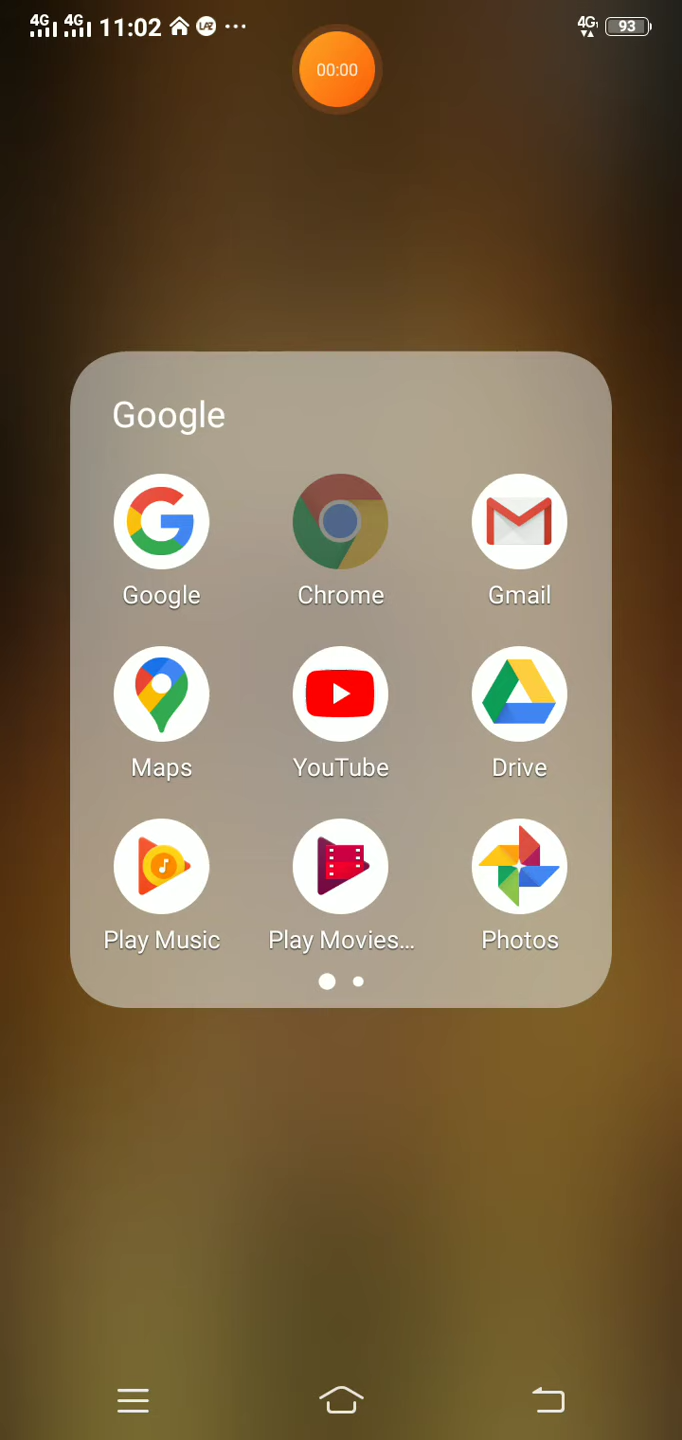 4G 4G 11:02 LAZ 4G 93
00:00
Google
Google Chrome Gmail
Maps YouTube Drive
Play Music Play Movies... Photos